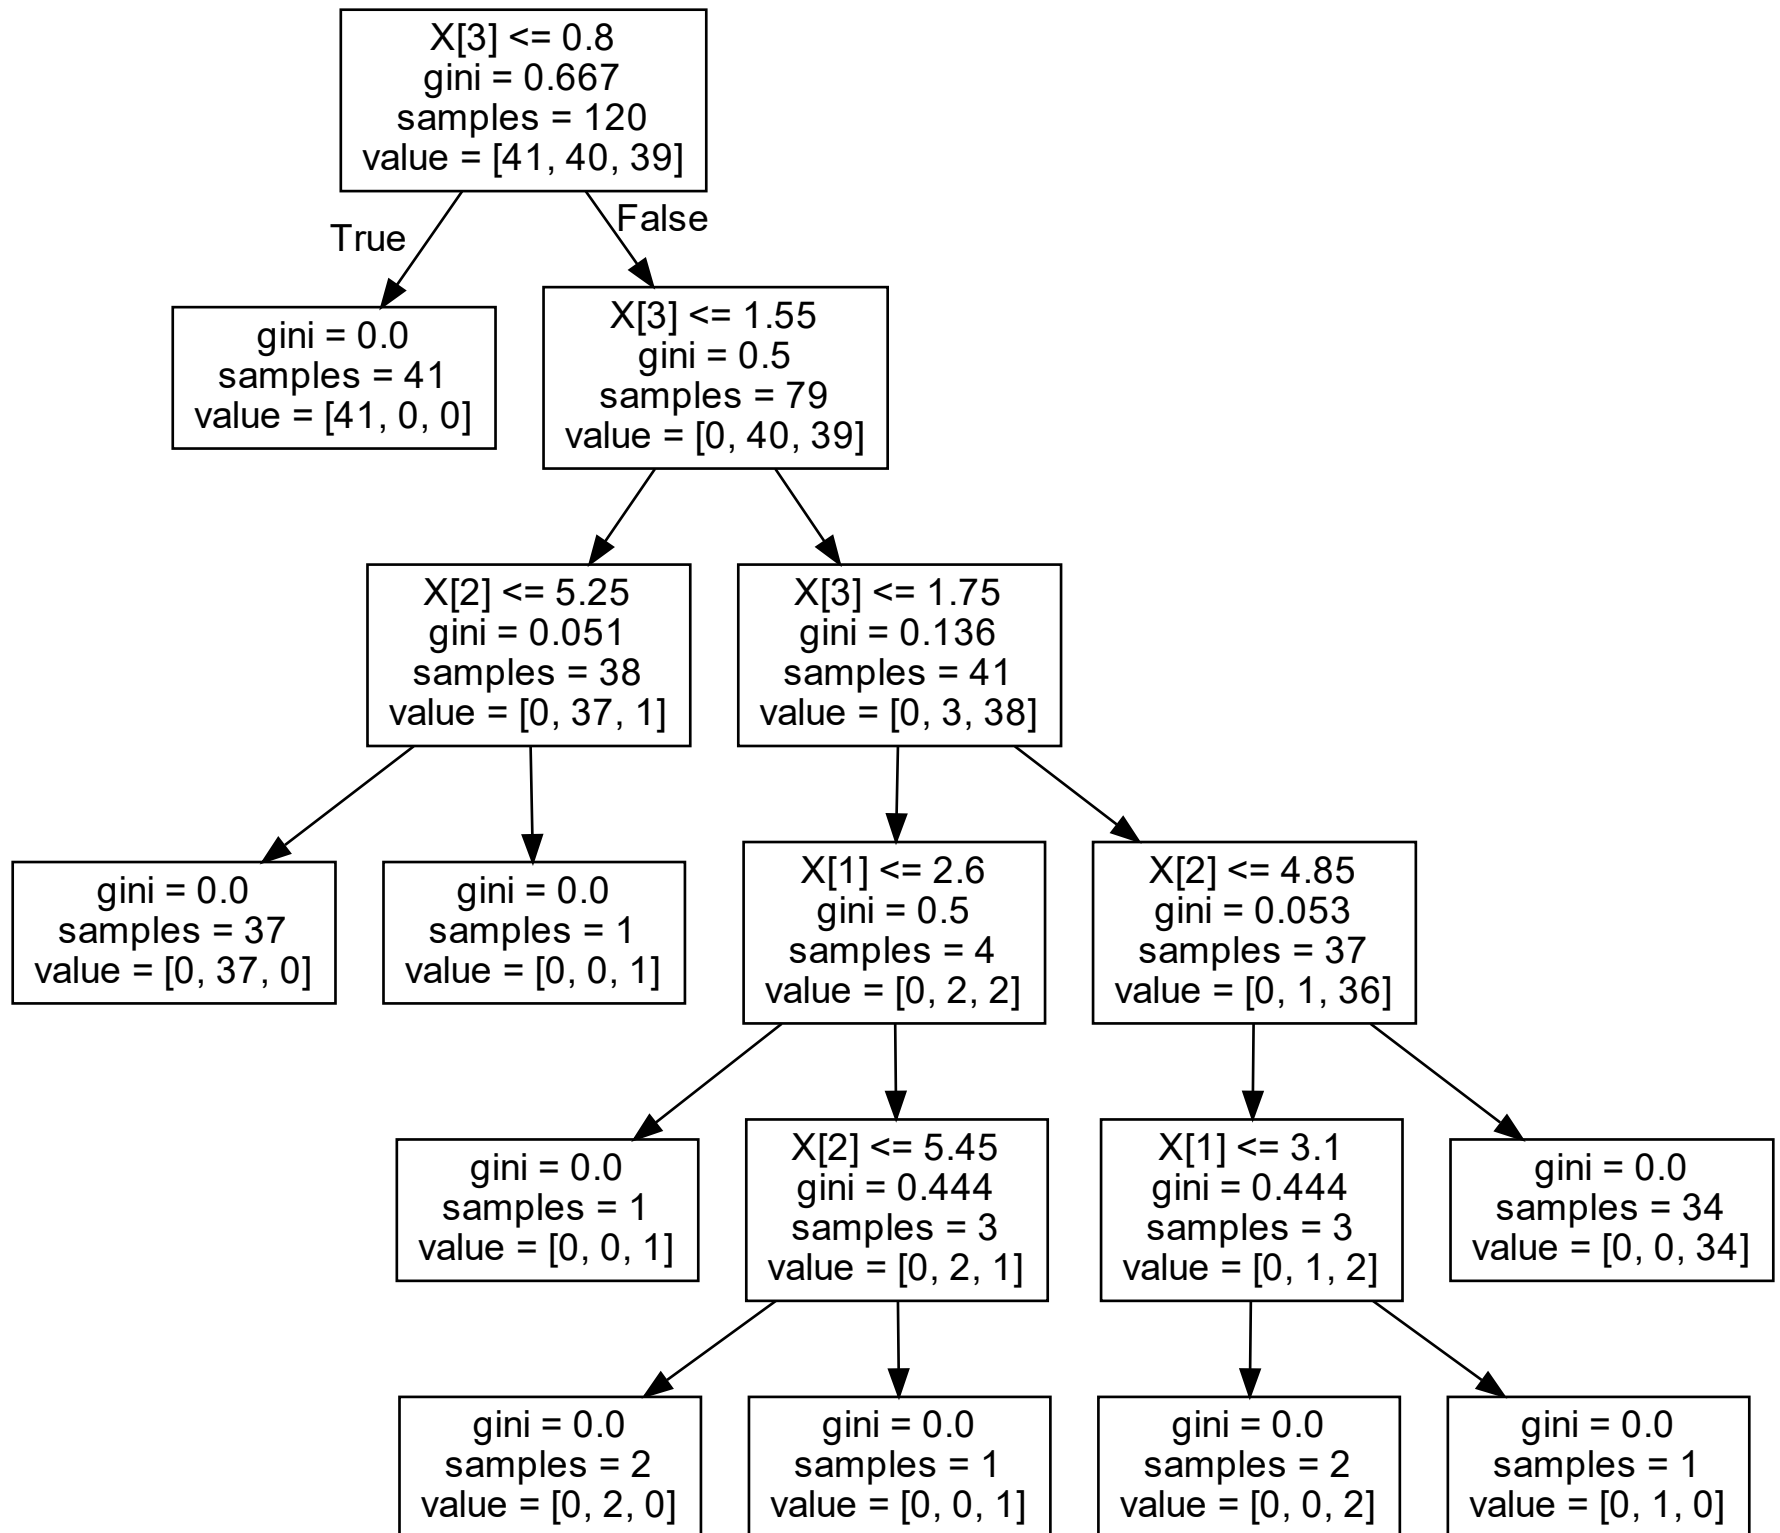 X[3] <= 0.8
gini = 0.667
samples = 120
value = [41, 40, 39]
True
False
gini = 0.0
samples = 41
value = [41, 0, 0]
X[3] <= 1.55
gini = 0.5
samples = 79
value = [0, 40, 39]
X[2] <= 5.25
gini = 0.051
samples = 38
value = [0, 37, 1]
X[3] <= 1.75
gini = 0.136
samples = 41
value = [0, 3, 38]
gini = 0.0
samples = 37
value = [0, 37, 0]
gini = 0.0
samples = 1
value = [0, 0, 1]
X[1] <= 2.6
gini = 0.5
samples = 4
value = [0, 2, 2]
X[2] <= 4.85
gini = 0.053
samples = 37
value = [0, 1, 36]
gini = 0.0
samples = 1
value = [0, 0, 1]
X[2] <= 5.45
gini = 0.444
samples = 3
value = [0, 2, 1]
X[1] <= 3.1
gini = 0.444
samples = 3
value = [0, 1, 2]
gini = 0.0
samples = 34
value = [0, 0, 34]
gini = 0.0
samples = 2
value = [0, 2, 0]
gini = 0.0
samples = 1
value = [0, 0, 1]
gini = 0.0
samples = 2
value = [0, 0, 2]
gini = 0.0
samples = 1
value = [0, 1, 0]